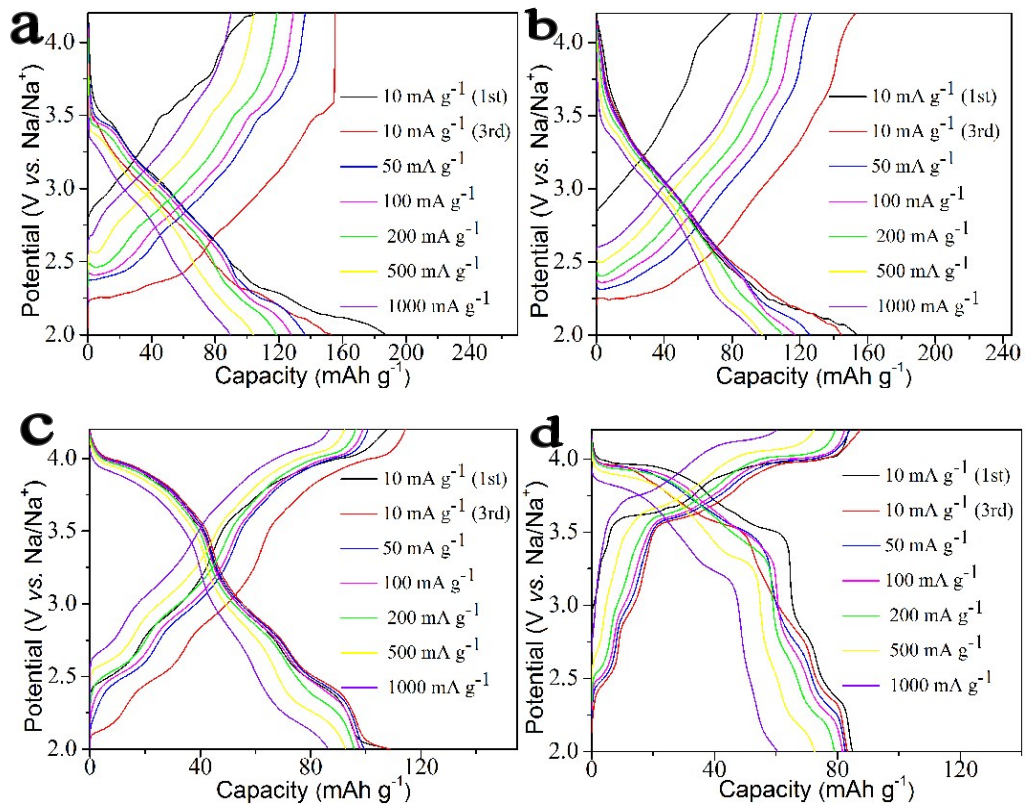 a
4.0
3.5
3.0
2.5
2.0
Potential (V vs. Na/Na⁺)
10 mA g⁻¹ (1st)
10 mA g⁻¹ (3rd)
50 mA g⁻¹
100 mA g⁻¹
200 mA g⁻¹
500 mA g⁻¹
1000 mA g⁻¹
0 40 80 120 160 200 240
Capacity (mAh g⁻¹)
b
4.0
3.5
3.0
2.5
2.0
Potential (V vs. Na/Na⁺)
10 mA g⁻¹ (1st)
10 mA g⁻¹ (3rd)
50 mA g⁻¹
100 mA g⁻¹
200 mA g⁻¹
500 mA g⁻¹
1000 mA g⁻¹
0 40 80 120 160 200 240
Capacity (mAh g⁻¹)
c
4.0
3.5
3.0
2.5
2.0
Potential (V vs. Na/Na⁺)
10 mA g⁻¹ (1st)
10 mA g⁻¹ (3rd)
50 mA g⁻¹
100 mA g⁻¹
200 mA g⁻¹
500 mA g⁻¹
1000 mA g⁻¹
0 40 80 120
Capacity (mAh g⁻¹)
d
4.0
3.5
3.0
2.5
2.0
Potential (V vs. Na/Na⁺)
10 mA g⁻¹ (1st)
10 mA g⁻¹ (3rd)
50 mA g⁻¹
100 mA g⁻¹
200 mA g⁻¹
500 mA g⁻¹
1000 mA g⁻¹
0 40 80 120
Capacity (mAh g⁻¹)